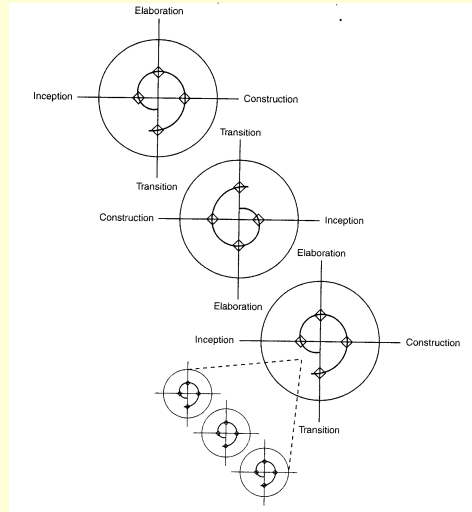 Elaboration
Inception
Construction
Transition
Transition
Construction
Inception
Elaboration
Elaboration
Inception
Construction
Transition